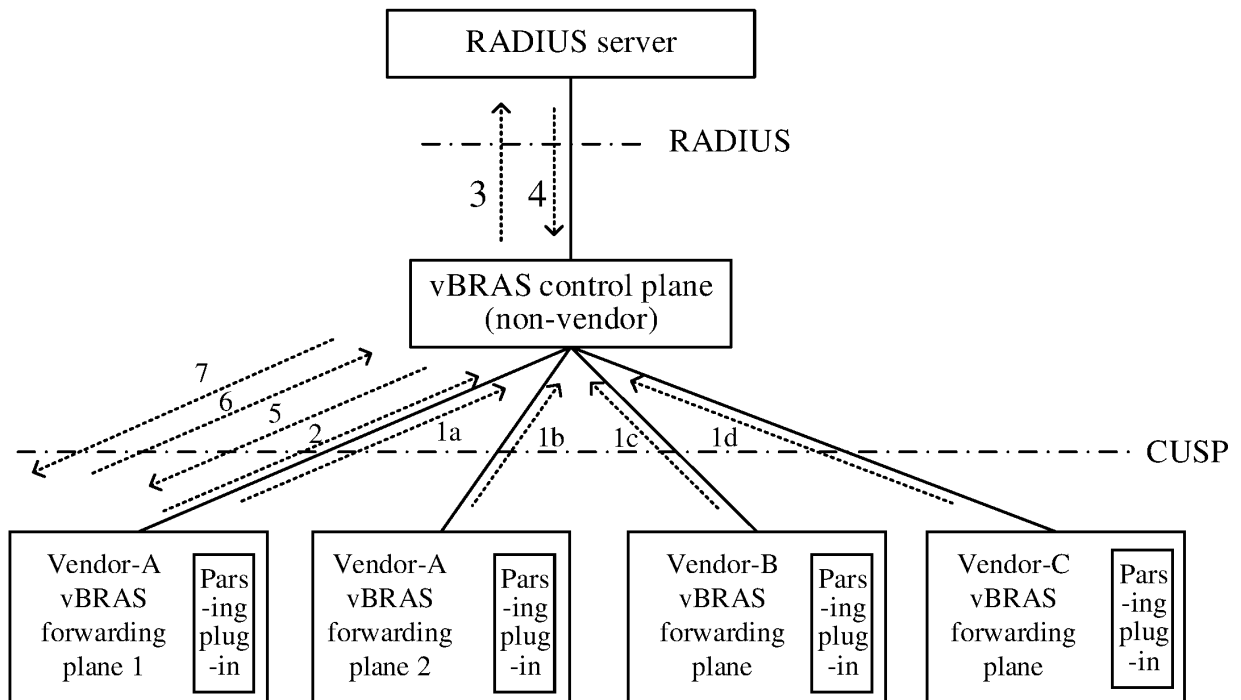 RADIUS server
RADIUS
3
4
vBRAS control plane
(non-vendor)
7
6
5
2
1a
1b
1c
1d
CUSP
Vendor-A
vBRAS
forwarding
plane 1
Pars
-ing
plug
-in
Vendor-A
vBRAS
forwarding
plane 2
Pars
-ing
plug
-in
Vendor-B
vBRAS
forwarding
plane
Pars
-ing
plug
-in
Vendor-C
vBRAS
forwarding
plane
Pars
-ing
plug
-in